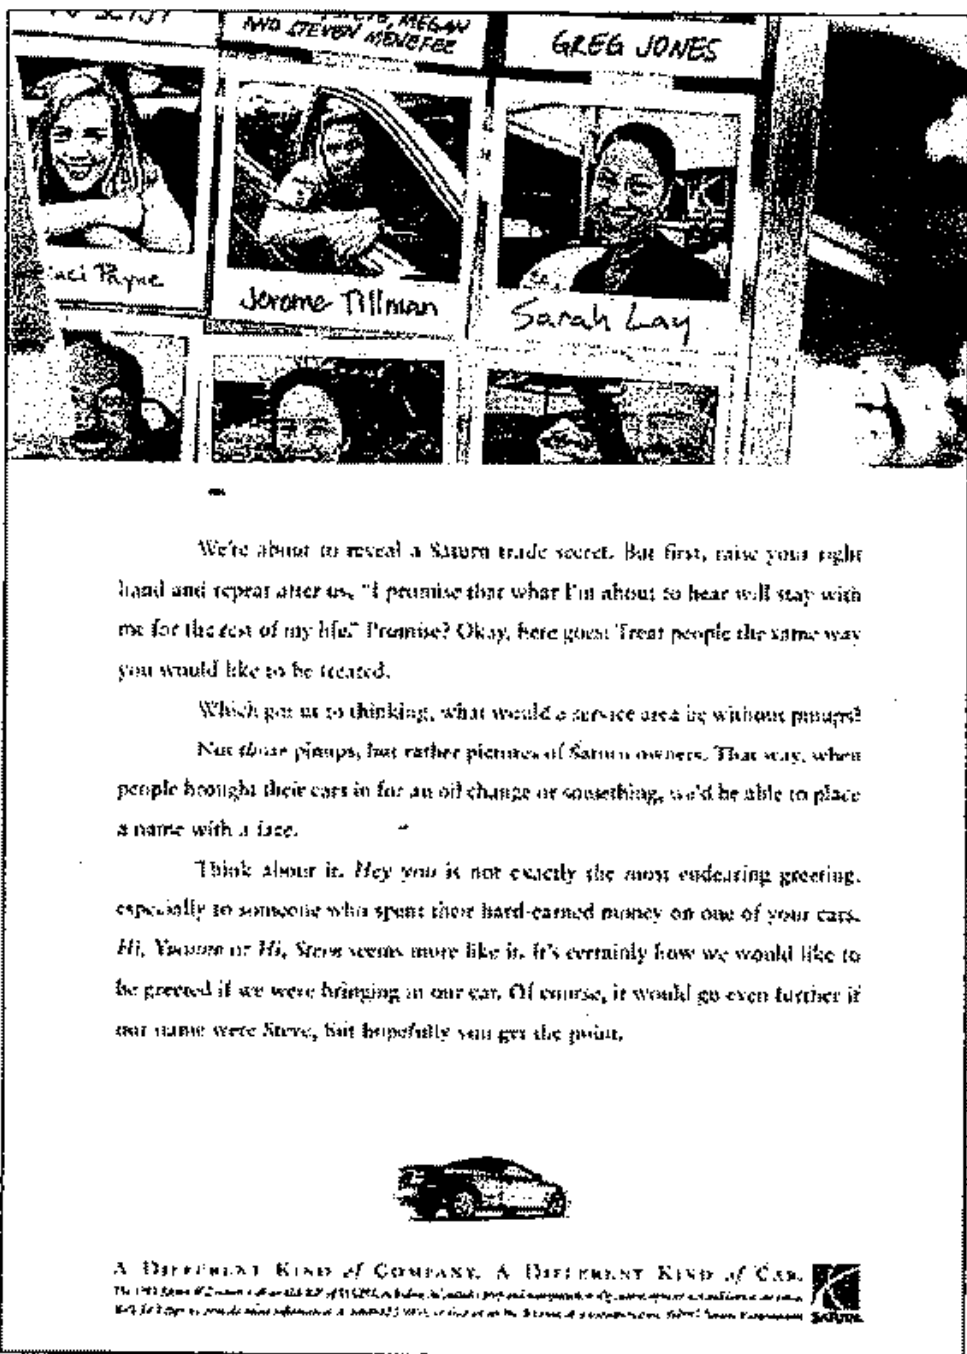 AND STEVEN MENEFEE
MEGAN
GREG JONES
Payne
Jerome Tillman
Sarah Lay
We're about to reveal a Saturn trade secret. But first, raise your right
hand and repeat after us, "I promise that what I'm about to hear will stay with
me for the rest of my life." Promise? Okay, here goes: Treat people the same way
you would like to be treated.
Which got us to thinking, what would a service area be without pinups?
Not those pinups, but rather pictures of Saturn owners. That way, when
people brought their cars in for an oil change or something, we'd be able to place
a name with a face.
Think about it. Hey you is not exactly the most endearing greeting,
especially to someone who spent their hard-earned money on one of your cars.
Hi, or Hi, Steve seems more like it. It's certainly how we would like to
be greeted if we were bringing in our car. Of course, it would go even further if
our name were Steve, but hopefully you get the point.
A DIFFERENT KIND of COMPANY. A DIFFERENT KIND of CAR.
SATURN